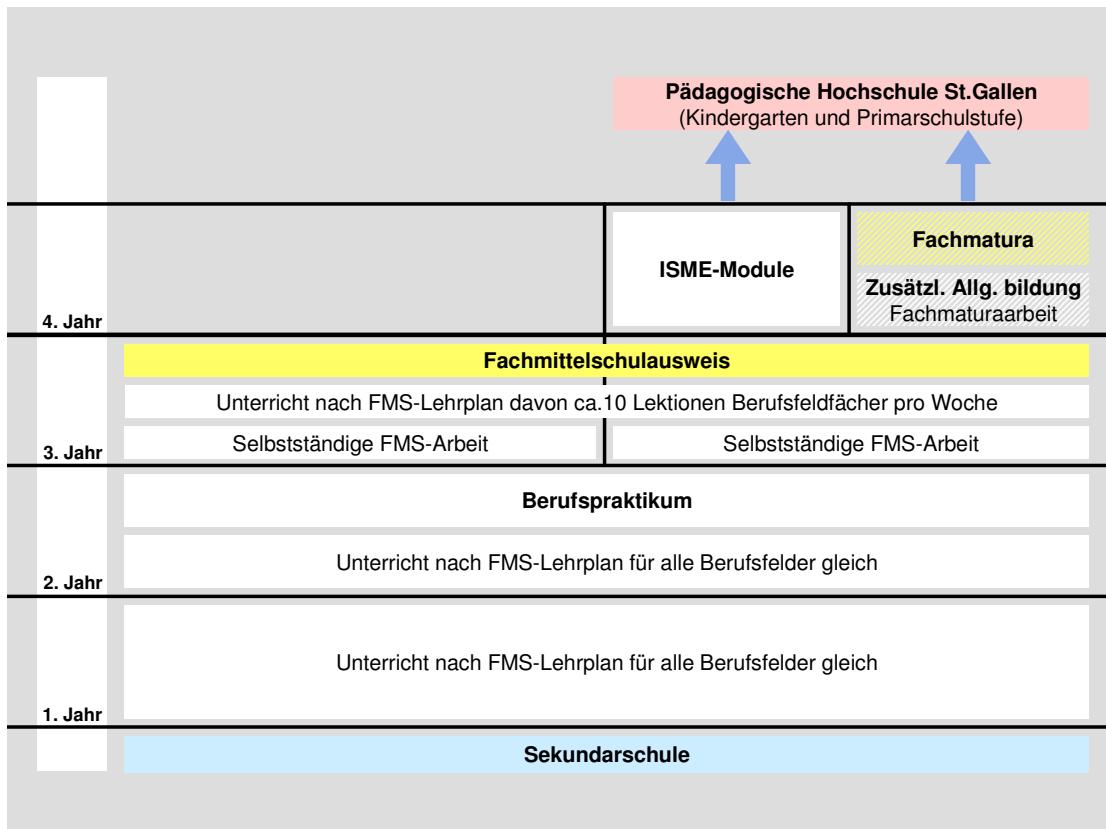 Pädagogische Hochschule St.Gallen
(Kindergarten und Primarschulstufe)
ISME-Module
Fachmatura
Zusätzl. Allg. bildung
Fachmaturaarbeit
4. Jahr
Fachmittelschulausweis
Unterricht nach FMS-Lehrplan davon ca.10 Lektionen Berufsfeldfächer pro Woche
Selbstständige FMS-Arbeit
Selbstständige FMS-Arbeit
3. Jahr
Berufspraktikum
Unterricht nach FMS-Lehrplan für alle Berufsfelder gleich
2. Jahr
Unterricht nach FMS-Lehrplan für alle Berufsfelder gleich
1. Jahr
Sekundarschule